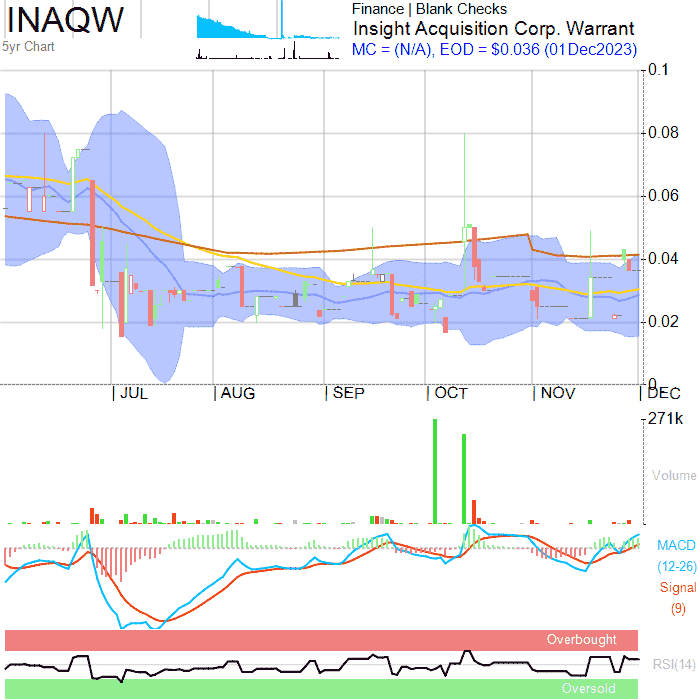 INAQW
5yr Chart
Finance | Blank Checks
Insight Acquisition Corp. Warrant
MC = (N/A), EOD = $0.036 (01Dec2023)
0.1
0.08
0.06
0.04
0.02
0
JUL AUG SEP OCT NOV DEC
271k
Volume
MACD
(12-26)
Signal
(9)
Overbought
RSI(14)
Oversold